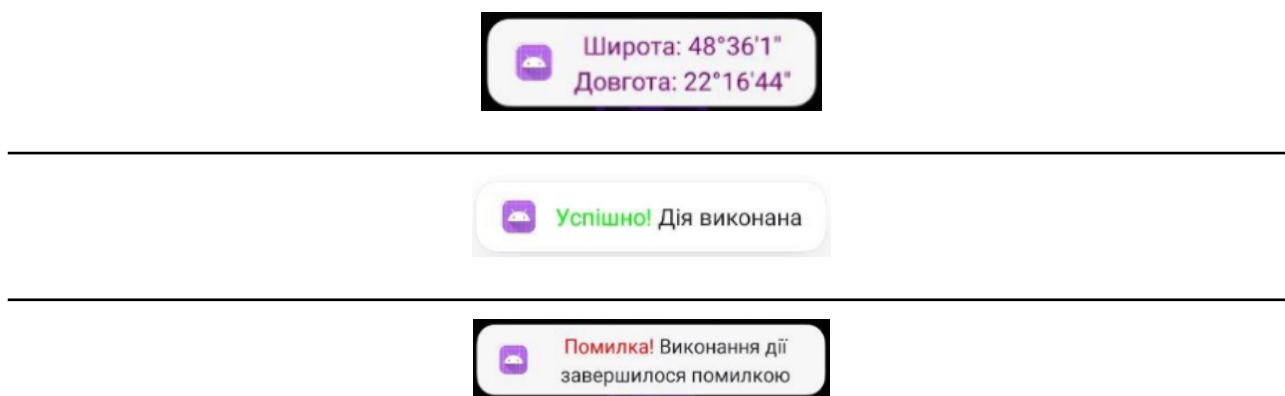 Широта: 48°36'1"
Довгота: 22°16'44"
Успішно! Дія виконана
Помилка! Виконання дії
завершилося помилкою